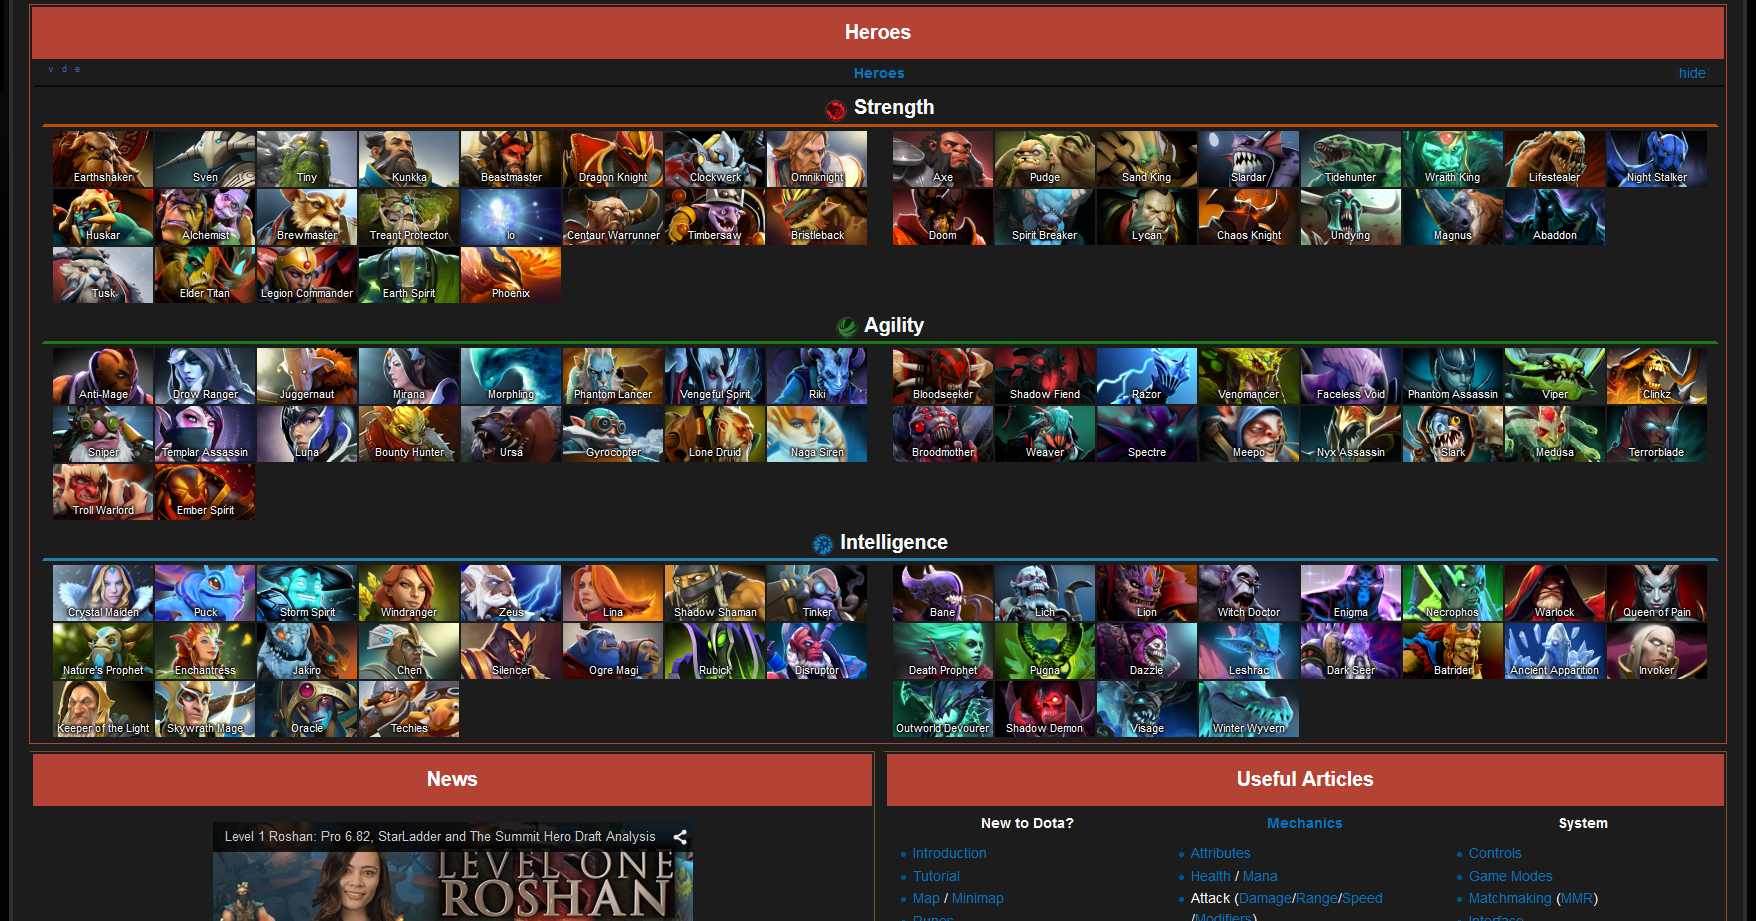 Heroes
v d e
Heroes
hide
Strength
Earthshaker Sven Tiny Kunkka Beastmaster Dragon Knight Clockwerk Omniknight
Axe Pudge Sand King Slardar Tidehunter Wraith King Lifestealer Night Stalker
Huskar Alchemist Brewmaster Treant Protector Io Centaur Warrunner Timbersaw Bristleback
Doom Spirit Breaker Lycan Chaos Knight Undying Magnus Abaddon
Tusk Elder Titan Legion Commander Earth Spirit Phoenix
Agility
Anti-Mage Drow Ranger Juggernaut Mirana Morphling Phantom Lancer Vengeful Spirit Riki
Bloodseeker Shadow Fiend Razor Venomancer Faceless Void Phantom Assassin Viper Clinkz
Sniper Templar Assassin Luna Bounty Hunter Ursa Gyrocopter Lone Druid Naga Siren
Broodmother Weaver Spectre Meepo Nyx Assassin Slark Medusa Terrorblade
Troll Warlord Ember Spirit
Intelligence
Crystal Maiden Puck Storm Spirit Windranger Zeus Lina Shadow Shaman Tinker
Bane Lich Lion Witch Doctor Enigma Necrophos Warlock Queen of Pain
Nature's Prophet Enchantress Jakiro Chen Silencer Ogre Magi Rubick Disruptor
Death Prophet Pugna Dazzle Leshrac Dark Seer Batrider Ancient Apparition Invoker
Keeper of the Light Skywrath Mage Oracle Techies
Outworld Devourer Shadow Demon Visage Winter Wyvern
News
Level 1 Roshan: Pro 6.82, StarLadder and The Summit Hero Draft Analysis
LEVEL ONE
ROSHAN
Useful Articles
New to Dota?
Introduction
Tutorial
Map / Minimap
Runes
Mechanics
Attributes
Health / Mana
Attack (Damage/Range/Speed
/Modifiers)
System
Controls
Game Modes
Matchmaking (MMR)
Interface